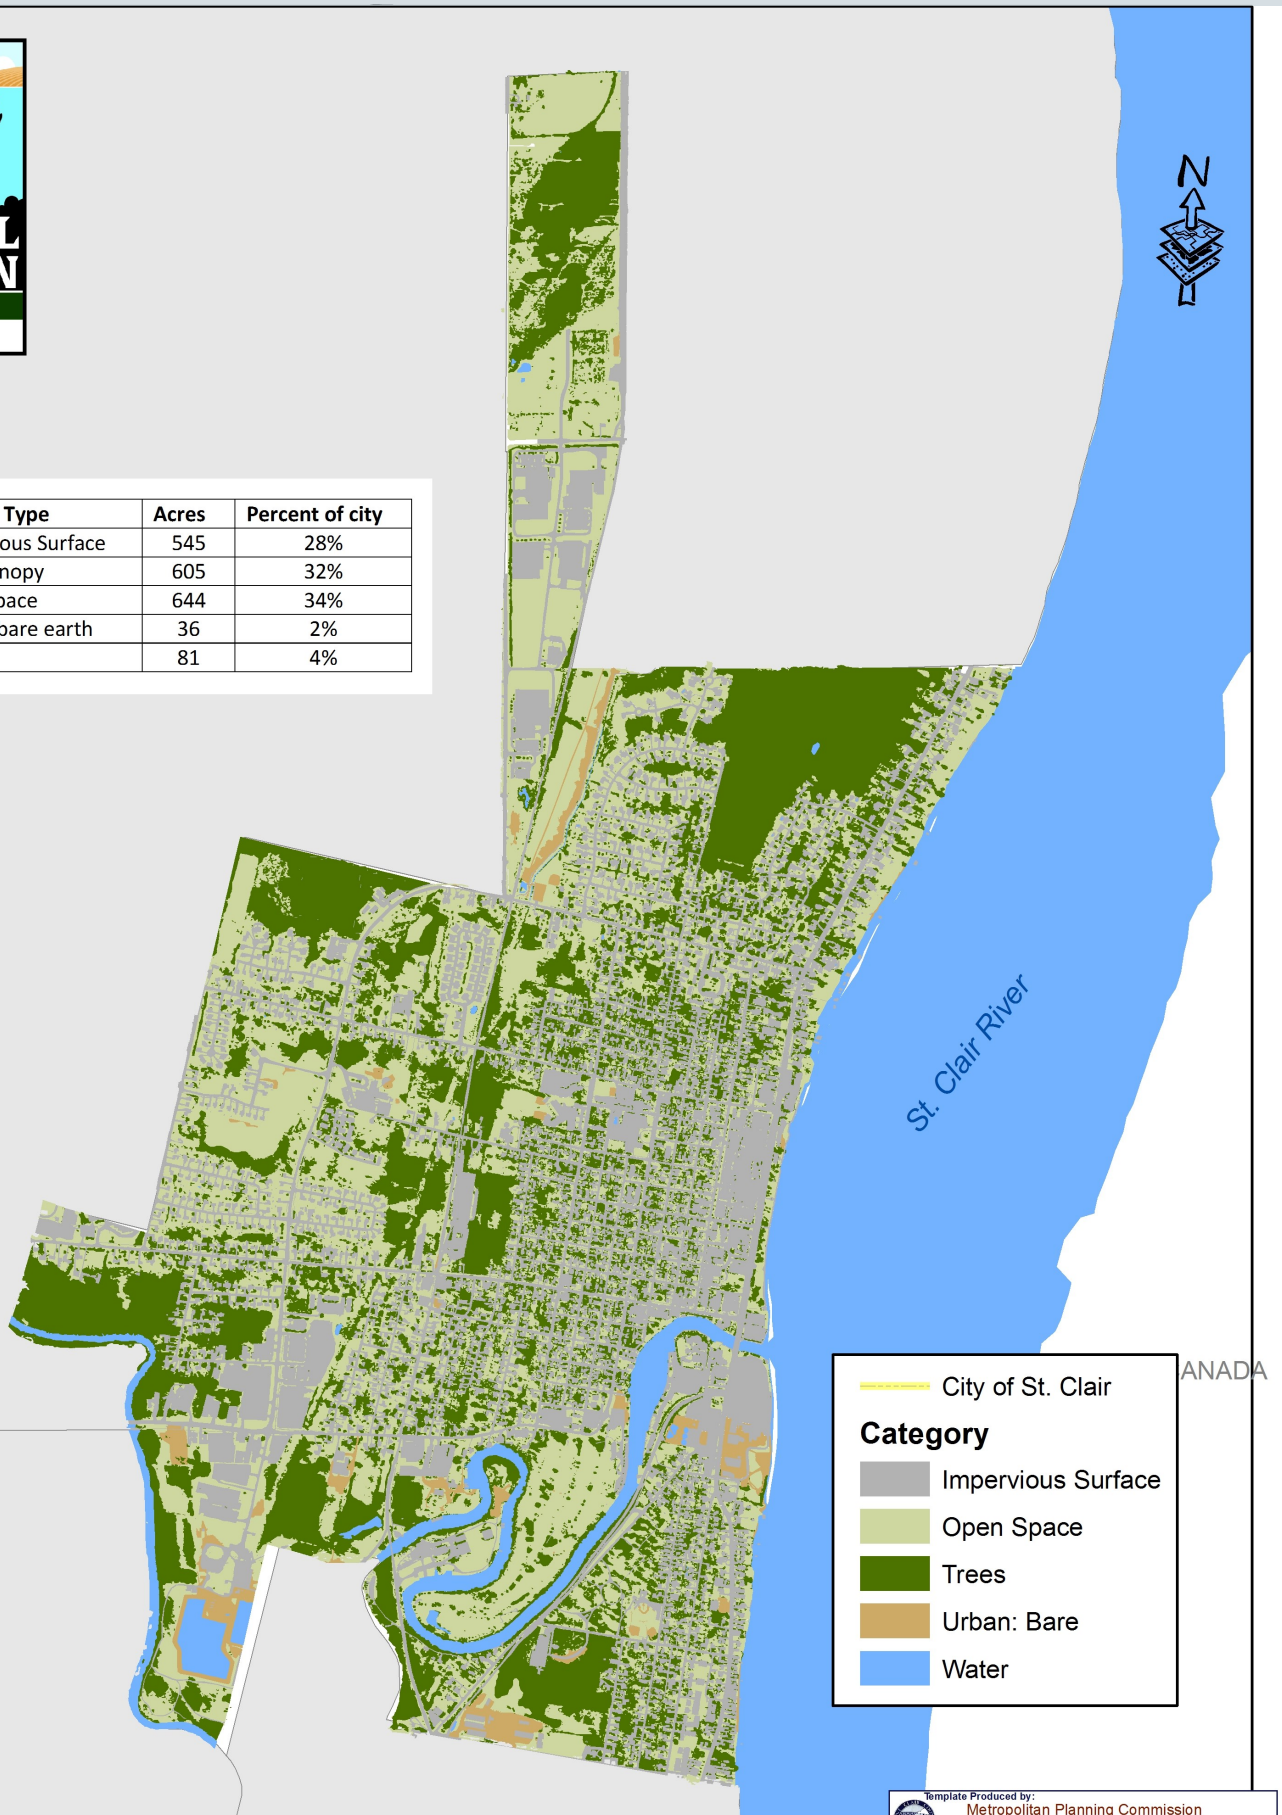 L
N
N
Type Acres Percent of city
ous Surface 545 28%
nopy 605 32%
pace 644 34%
bare earth 36 2%
81 4%
St. Clair River
ANADA
City of St. Clair
Category
Impervious Surface
Open Space
Trees
Urban: Bare
Water
Template Produced by:
Metropolitan Planning Commission